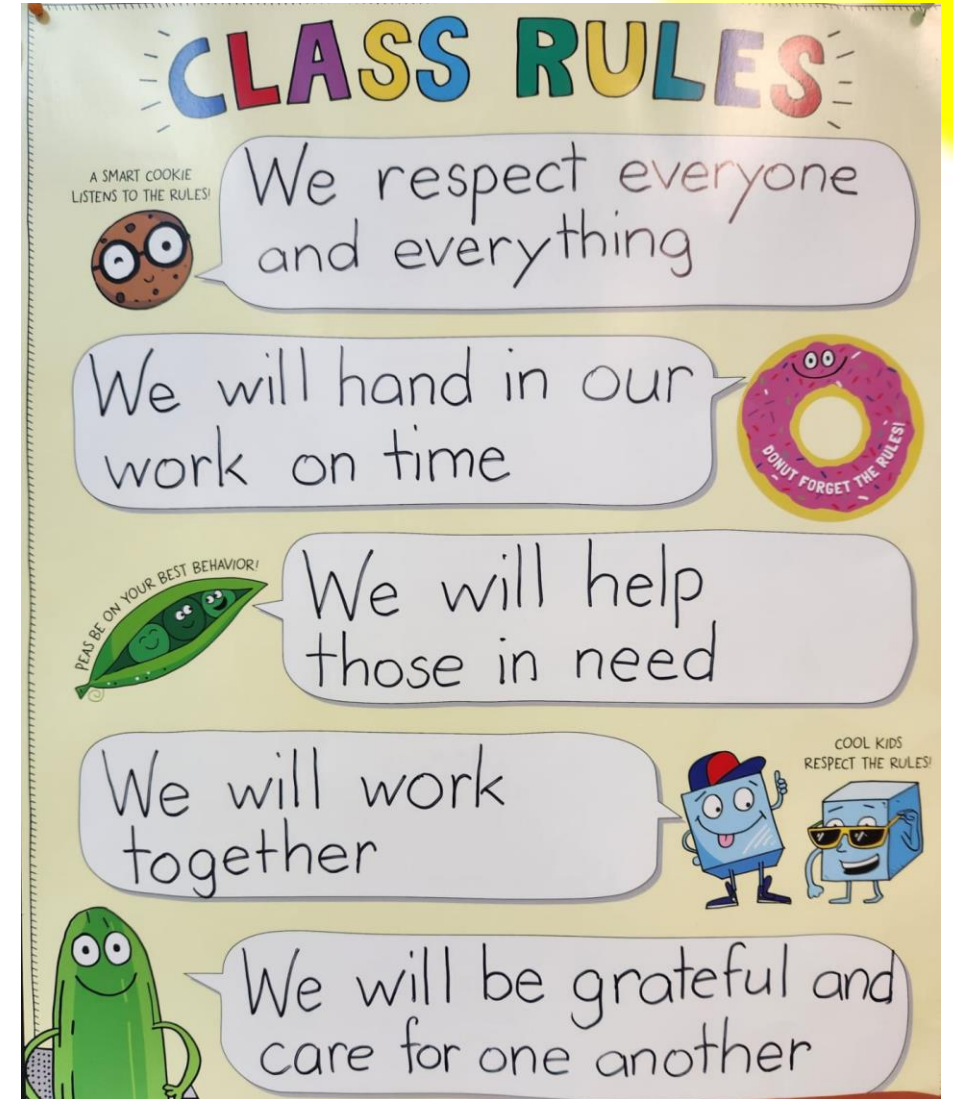 CLASS RULES
A SMART COOKIE
LISTENS TO THE RULES!
We respect everyone
and everything
We will hand in our
work on time
DONUT FORGET THE RULES!
PEAS BE ON YOUR BEST BEHAVIOR!
We will help
those in need
We will work
together
COOL KIDS
RESPECT THE RULES!
We will be grateful and
care for one another